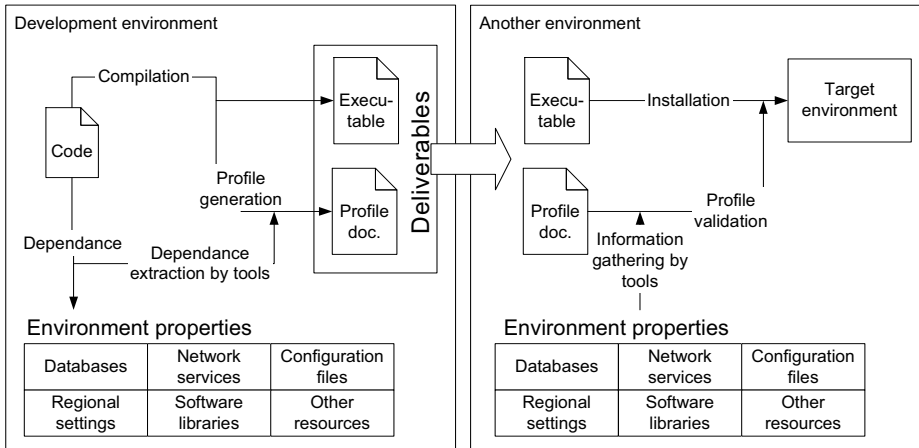 Development environment
Compilation
Code
Execu-
table
Profile
generation
Profile
doc.
Deliverables
Dependance
Dependance
extraction by tools
Environment properties
Databases
Network
services
Configuration
files
Regional
settings
Software
libraries
Other
resources
Another environment
Execu-
table
Installation
Target
environment
Profile
doc.
Profile
validation
Information
gathering by
tools
Environment properties
Databases
Network
services
Configuration
files
Regional
settings
Software
libraries
Other
resources